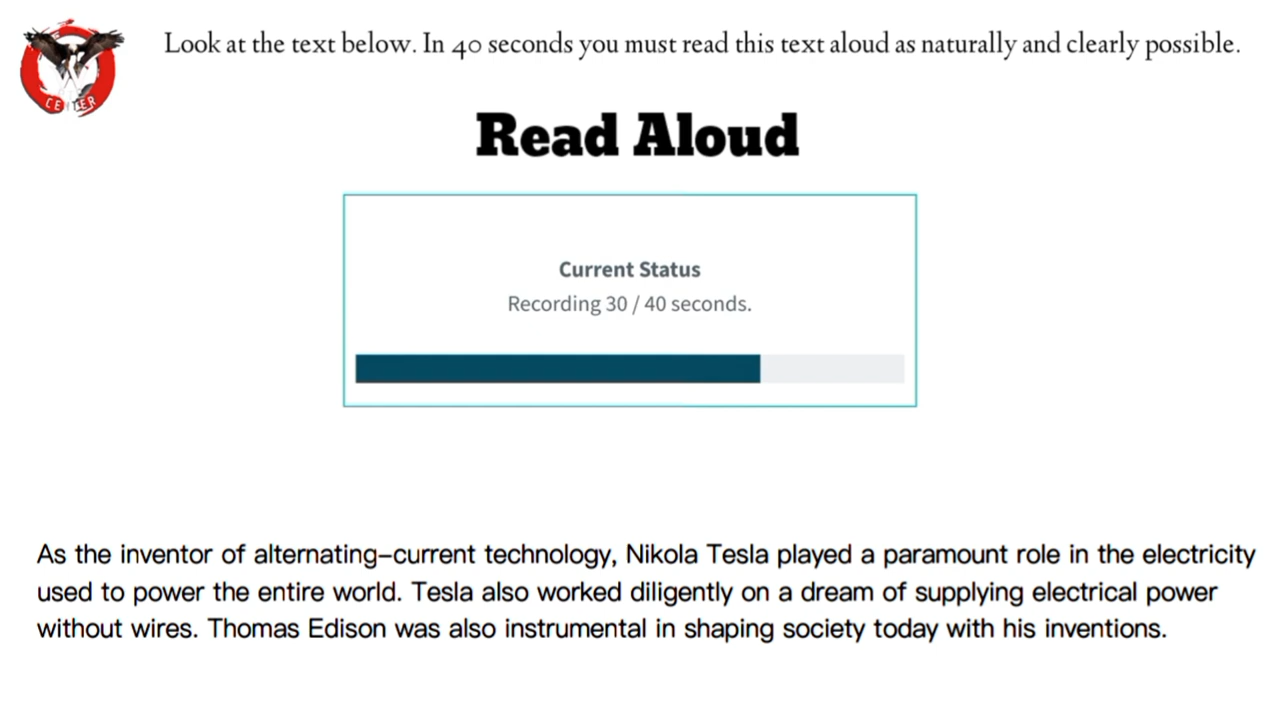 CENTER
Look at the text below. In 40 seconds you must read this text aloud as naturally and clearly possible.
Read Aloud
Current Status
Recording 30 / 40 seconds.
As the inventor of alternating-current technology, Nikola Tesla played a paramount role in the electricity
used to power the entire world. Tesla also worked diligently on a dream of supplying electrical power
without wires. Thomas Edison was also instrumental in shaping society today with his inventions.